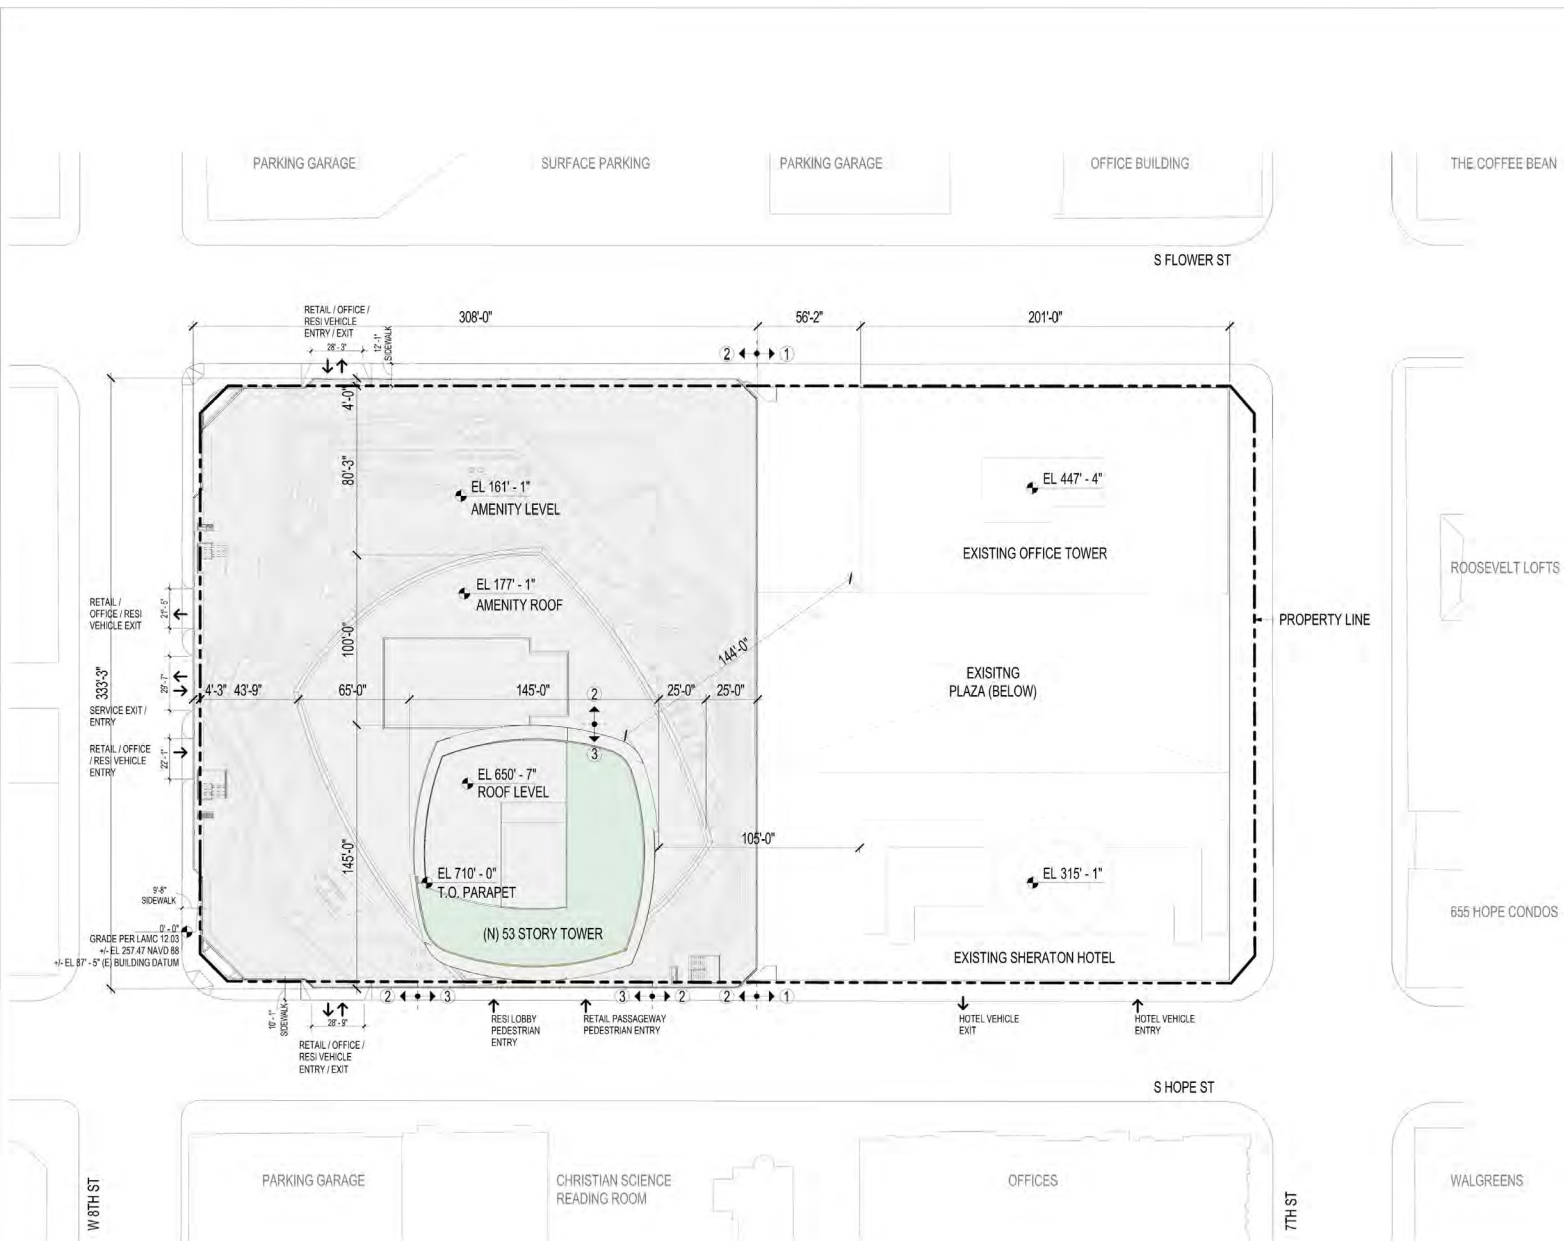 PARKING GARAGE
SURFACE PARKING
PARKING GARAGE
OFFICE BUILDING
THE COFFEE BEAN
S FLOWER ST
RETAIL / OFFICE /
RESI VEHICLE
ENTRY / EXIT
28' - 3"
12'-1"
SIDEWALK
308'-0"
56'-2"
201'-0"
2
1
4'-0"
80'-3"
EL 161' - 1"
AMENITY LEVEL
EL 447' - 4"
EXISTING OFFICE TOWER
ROOSEVELT LOFTS
EL 177' - 1"
AMENITY ROOF
RETAIL /
OFFICE / RESI
VEHICLE EXIT
21'- 5"
PROPERTY LINE
100'-0"
144'-0"
333'-3"
29'- 7"
SERVICE EXIT /
ENTRY
4'-3"
43'-9"
65'-0"
145'-0"
25'-0"
25'-0"
EXISITNG
PLAZA (BELOW)
2
3
RETAIL / OFFICE
/ RESI VEHICLE
ENTRY
22'- 1"
EL 650' - 7"
ROOF LEVEL
145'-0"
105'-0"
EL 710' - 0"
T.O. PARAPET
EL 315' - 1"
9'-8"
SIDEWALK
(N) 53 STORY TOWER
655 HOPE CONDOS
0' - 0"
GRADE PER LAMC 12.03
+/- EL 257.47 NAVD 88
+/- EL 87' - 5" (E) BUILDING DATUM
EXISTING SHERATON HOTEL
2
3
3
2
2
1
10'- 1"
SIDEWALK
28' - 9"
RETAIL / OFFICE /
RESI VEHICLE
ENTRY / EXIT
RESI LOBBY
PEDESTRIAN
ENTRY
RETAIL PASSAGEWAY
PEDESTRIAN ENTRY
HOTEL VEHICLE
EXIT
HOTEL VEHICLE
ENTRY
S HOPE ST
W 8TH ST
PARKING GARAGE
CHRISTIAN SCIENCE
READING ROOM
OFFICES
7TH ST
WALGREENS